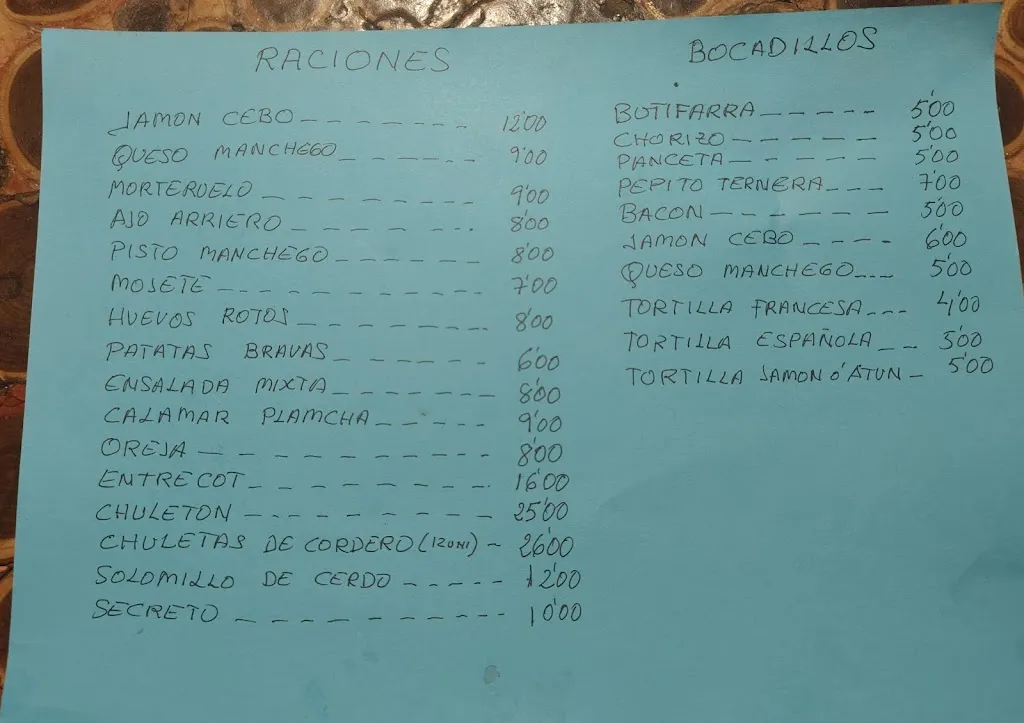 RACIONES
JAMON CEBO -------- 12'00
QUESO MANCHEGO ------ 9'00
MORTERUELO -------- 9'00
AJO ARRIERO ------- 8'00
PISTO MANCHEGO ------ 8'00
MOJETE --------- 7'00
HUEVOS ROTOS ------- 8'00
PATATAS BRAVAS ------ 6'00
ENSALADA MIXTA ------- 8'00
CALAMAR PLAMCHA ----- 9'00
OREJA ---------- 8'00
ENTRECOT --------- 16'00
CHULETON --------- 25'00
CHULETAS DE CORDERO (12UNI) - 26'00
SOLOMILLO DE CERDO ----- 12'00
SECRETO ---------- 10'00
BOCADILLOS
BUTIFARRA ------ 5'00
CHORIZO ------ 5'00
PANCETA ----- 5'00
PEPITO TERNERA --- 7'00
BACON ------ 5'00
JAMON CEBO ---- 6'00
QUESO MANCHEGO --- 5'00
TORTILLA FRANCESA --- 4'00
TORTILLA ESPAÑOLA -- 5'00
TORTILLA JAMON O' ATUN - 5'00